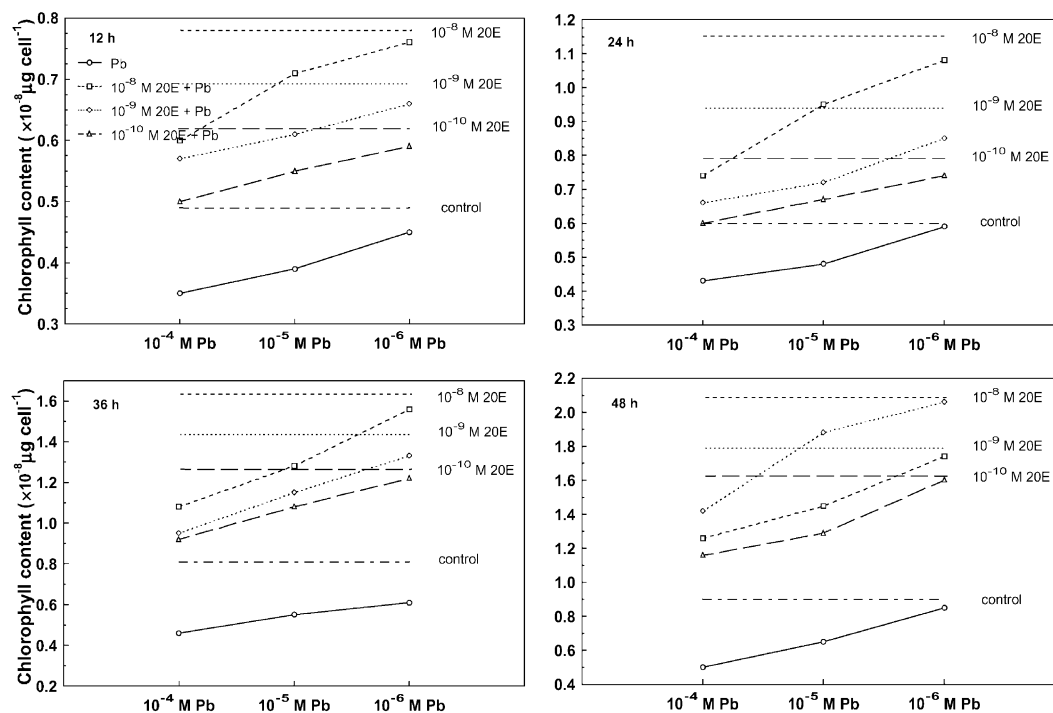 Chlorophyll content (×10⁻⁸µg cell⁻¹)
0.8
0.7
0.6
0.5
0.4
0.3
12 h
Pb
10⁻⁸ M 20E + Pb
10⁻⁹ M 20E + Pb
10⁻¹⁰ M 20E + Pb
10⁻⁸ M 20E
10⁻⁹ M 20E
10⁻¹⁰ M 20E
control
10⁻⁴ M Pb 10⁻⁵ M Pb 10⁻⁶ M Pb
1.2
1.1
1.0
0.9
0.8
0.7
0.6
0.5
0.4
0.3
24 h
10⁻⁸ M 20E
10⁻⁹ M 20E
10⁻¹⁰ M 20E
control
10⁻⁴ M Pb 10⁻⁵ M Pb 10⁻⁶ M Pb
Chlorophyll content (×10⁻⁸µg cell⁻¹)
1.6
1.4
1.2
1.0
0.8
0.6
0.4
0.2
36 h
10⁻⁸ M 20E
10⁻⁹ M 20E
10⁻¹⁰ M 20E
control
10⁻⁴ M Pb 10⁻⁵ M Pb 10⁻⁶ M Pb
2.2
2.0
1.8
1.6
1.4
1.2
1.0
0.8
0.6
0.4
48 h
10⁻⁸ M 20E
10⁻⁹ M 20E
10⁻¹⁰ M 20E
control
10⁻⁴ M Pb 10⁻⁵ M Pb 10⁻⁶ M Pb